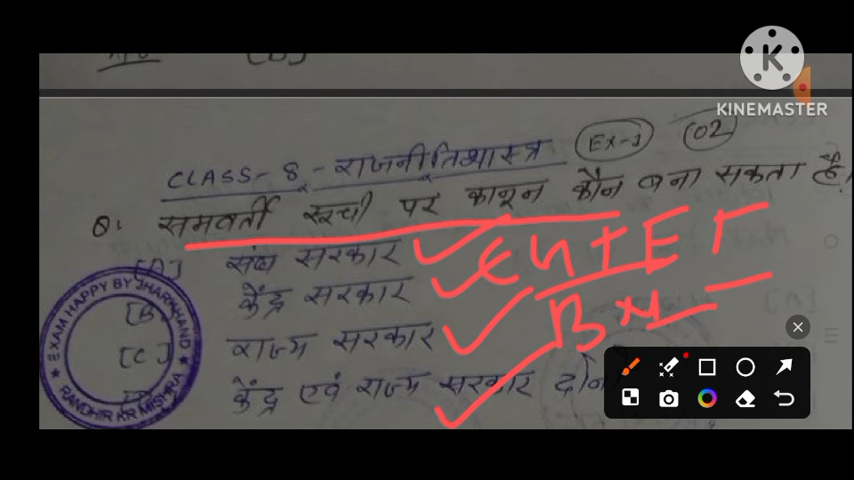 [D]
K
KINEMASTER
CLASS-8-राजनीतिशास्त्र EX-1 02
Q. समवर्ती सूची पर कानून कौन बना सकता है।
[A] संघ सरकार
[B] केंद्र सरकार
[C] राज्य सरकार
केंद्र एवं राज्य सरकार दोनों
EXAM HAPPY BY JHARKHAND
RANDHIR KR MISHRA